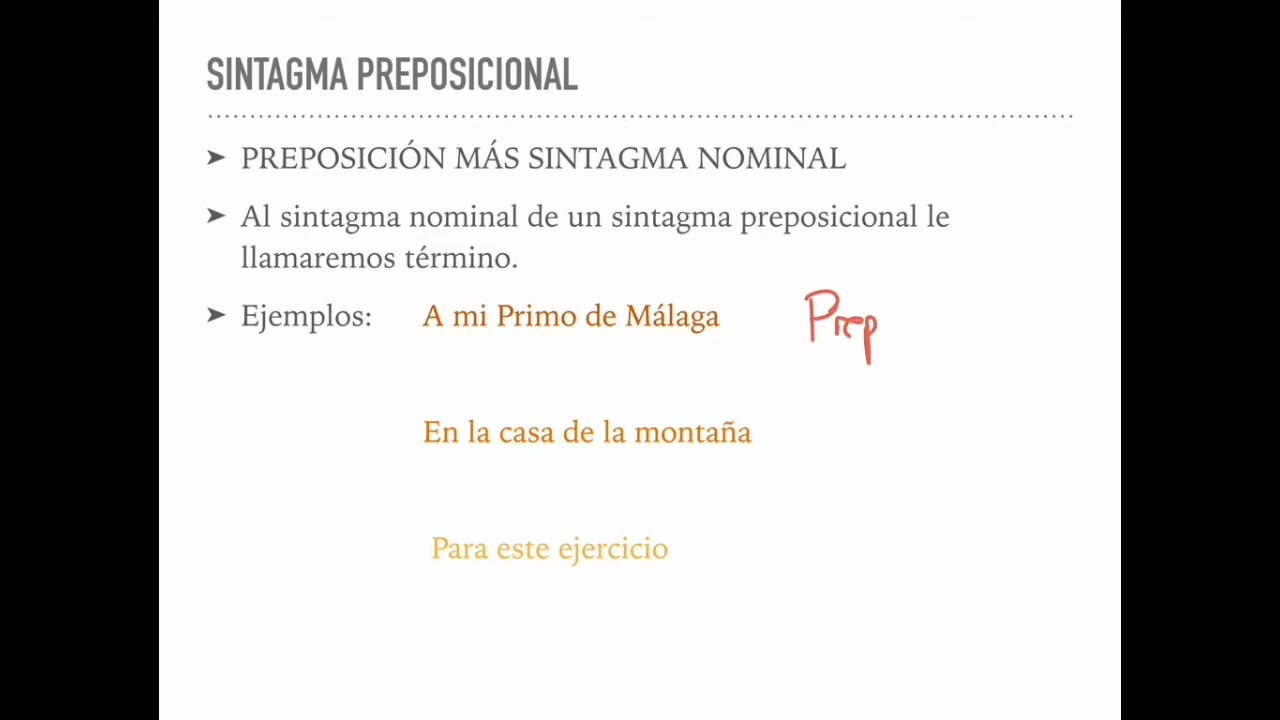 SINTAGMA PREPOSICIONAL
PREPOSICIÓN MÁS SINTAGMA NOMINAL
Al sintagma nominal de un sintagma preposicional le
llamaremos término.
Ejemplos: A mi Primo de Málaga Prep
En la casa de la montaña
Para este ejercicio